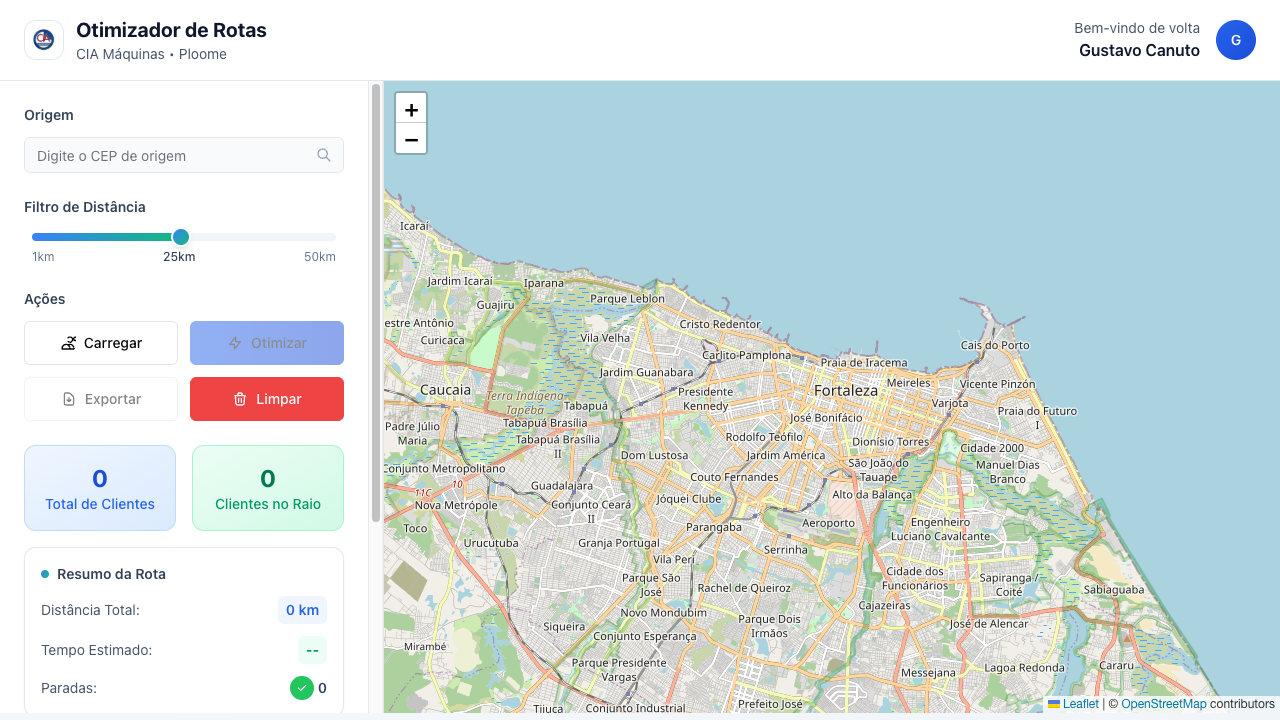 Otimizador de Rotas
CIA Máquinas • Ploome
Bem-vindo de volta
Gustavo Canuto
G
Origem
Digite o CEP de origem
Filtro de Distância
1km
25km
50km
Ações
Carregar
Otimizar
Exportar
Limpar
0
Total de Clientes
0
Clientes no Raio
Resumo da Rota
Distância Total:
0 km
Tempo Estimado:
--
Paradas:
0
+
−
Icaraí
Jardim Icaraí
Iparana
Guajiru
Parque Leblon
estre Antônio
Curicaca
Vila Velha
Cristo Redentor
Carlito Pamplona
Praia de Iracema
Cais do Porto
Jardim Guanabara
Caucaia
Terra Indígena
Tapeba
Tabapuá
Presidente
Kennedy
Fortaleza
Meireles
Varjota
Vicente Pinzón
Praia do Futuro
I
Padre Júlio
Maria
Tabapuá Brasília
Tabapuá Brasília
II
José Bonifácio
Rodolfo Teófilo
Dionísio Torres
Cidade 2000
Manuel Dias
Branco
Dom Lustosa
Jardim América
São João do
Tauape
Conjunto Metropolitano
11C
10
Nova Metrópole
Guadalajara
Conjunto Ceará
II
Jóquei Clube
Couto Fernandes
Alto da Balança
Toco
Urucutuba
Granja Portugal
Parangaba
Aeroporto
Engenheiro
Luciano Cavalcante
Vila Peri
Serrinha
Parque São
José
Rachel de Queiroz
Cidade dos
Funcionários
Sapiranga /
Coité
Sabiaguaba
Novo Mondubim
Cajazeiras
Siqueira
Conjunto Esperança
Parque Dois
Irmãos
José de Alencar
Mirambé
Parque Presidente
Vargas
Messejana
Lagoa Redonda
Cararu
Tijuca
Conjunto Industrial
Prefeito José
Leaflet | © OpenStreetMap contributors